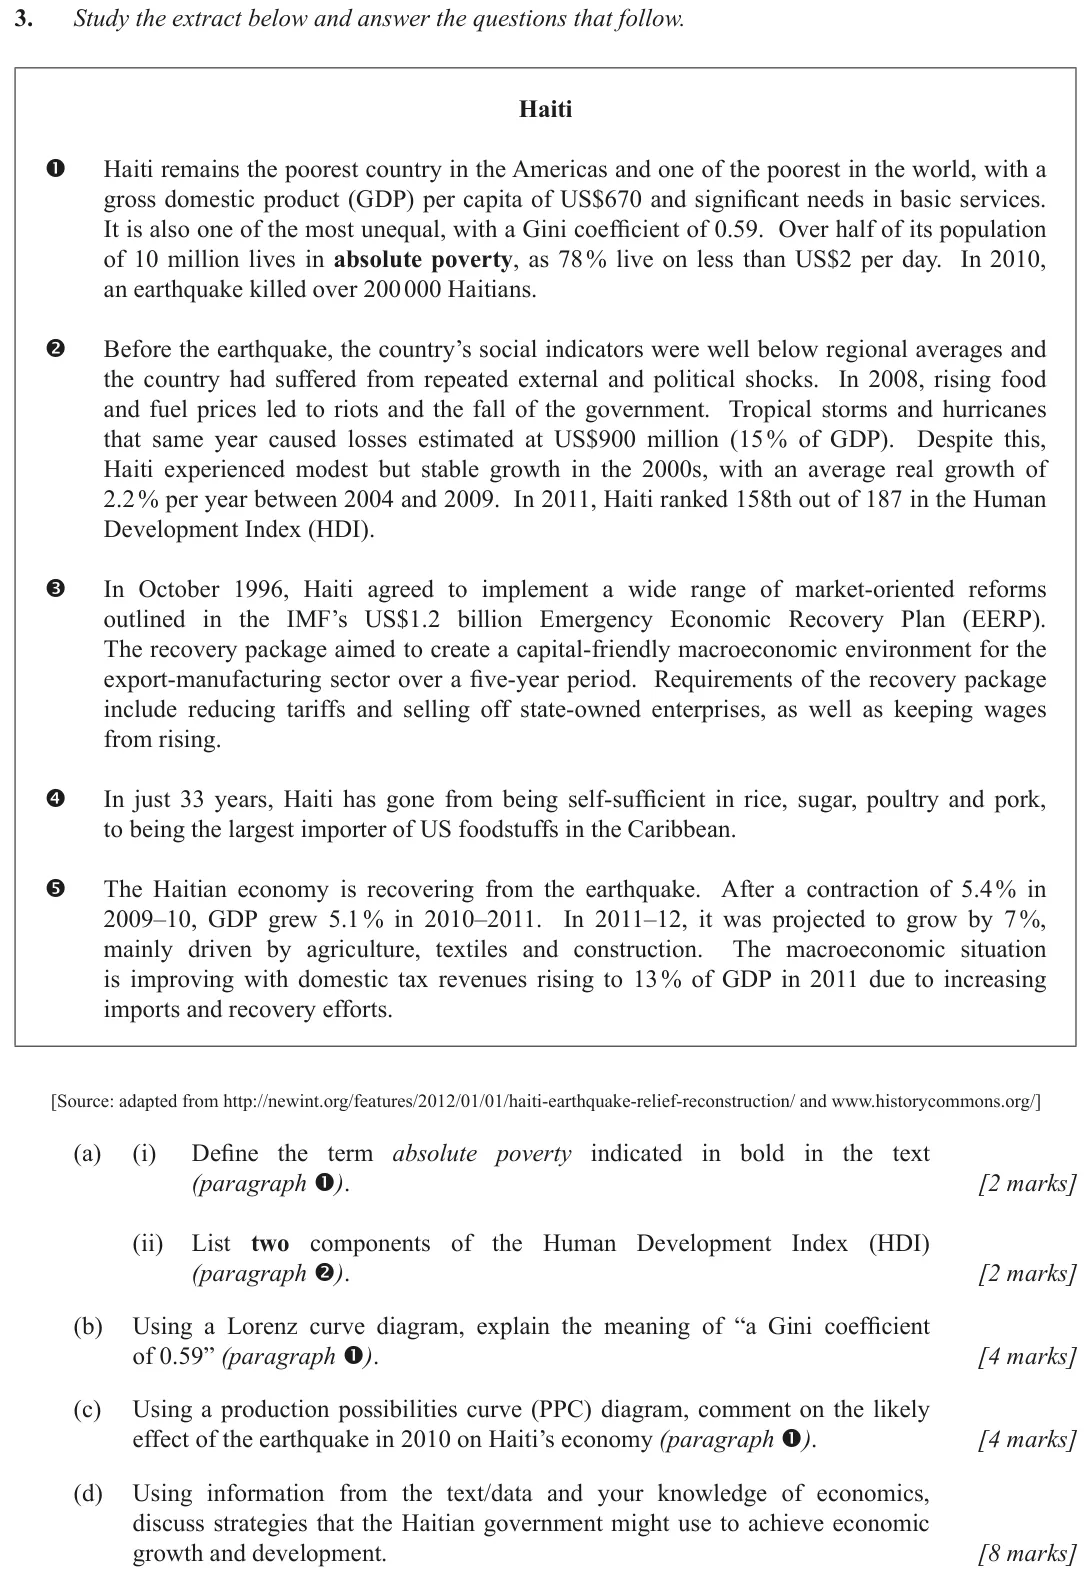 3. Study the extract below and answer the questions that follow.
Haiti
❶ Haiti remains the poorest country in the Americas and one of the poorest in the world, with a
gross domestic product (GDP) per capita of US$670 and significant needs in basic services.
It is also one of the most unequal, with a Gini coefficient of 0.59. Over half of its population
of 10 million lives in absolute poverty, as 78% live on less than US$2 per day. In 2010,
an earthquake killed over 200 000 Haitians.
❷ Before the earthquake, the country's social indicators were well below regional averages and
the country had suffered from repeated external and political shocks. In 2008, rising food
and fuel prices led to riots and the fall of the government. Tropical storms and hurricanes
that same year caused losses estimated at US$900 million (15% of GDP). Despite this,
Haiti experienced modest but stable growth in the 2000s, with an average real growth of
2.2% per year between 2004 and 2009. In 2011, Haiti ranked 158th out of 187 in the Human
Development Index (HDI).
❸ In October 1996, Haiti agreed to implement a wide range of market-oriented reforms
outlined in the IMF's US$1.2 billion Emergency Economic Recovery Plan (EERP).
The recovery package aimed to create a capital-friendly macroeconomic environment for the
export-manufacturing sector over a five-year period. Requirements of the recovery package
include reducing tariffs and selling off state-owned enterprises, as well as keeping wages
from rising.
❹ In just 33 years, Haiti has gone from being self-sufficient in rice, sugar, poultry and pork,
to being the largest importer of US foodstuffs in the Caribbean.
❺ The Haitian economy is recovering from the earthquake. After a contraction of 5.4% in
2009–10, GDP grew 5.1% in 2010–2011. In 2011–12, it was projected to grow by 7%,
mainly driven by agriculture, textiles and construction. The macroeconomic situation
is improving with domestic tax revenues rising to 13% of GDP in 2011 due to increasing
imports and recovery efforts.
[Source: adapted from http://newint.org/features/2012/01/01/haiti-earthquake-relief-reconstruction/ and www.historycommons.org/]
(a) (i) Define the term absolute poverty indicated in bold in the text
(paragraph ❶). [2 marks]
(ii) List two components of the Human Development Index (HDI)
(paragraph ❷). [2 marks]
(b) Using a Lorenz curve diagram, explain the meaning of “a Gini coefficient
of 0.59” (paragraph ❶). [4 marks]
(c) Using a production possibilities curve (PPC) diagram, comment on the likely
effect of the earthquake in 2010 on Haiti's economy (paragraph ❶). [4 marks]
(d) Using information from the text/data and your knowledge of economics,
discuss strategies that the Haitian government might use to achieve economic
growth and development. [8 marks]